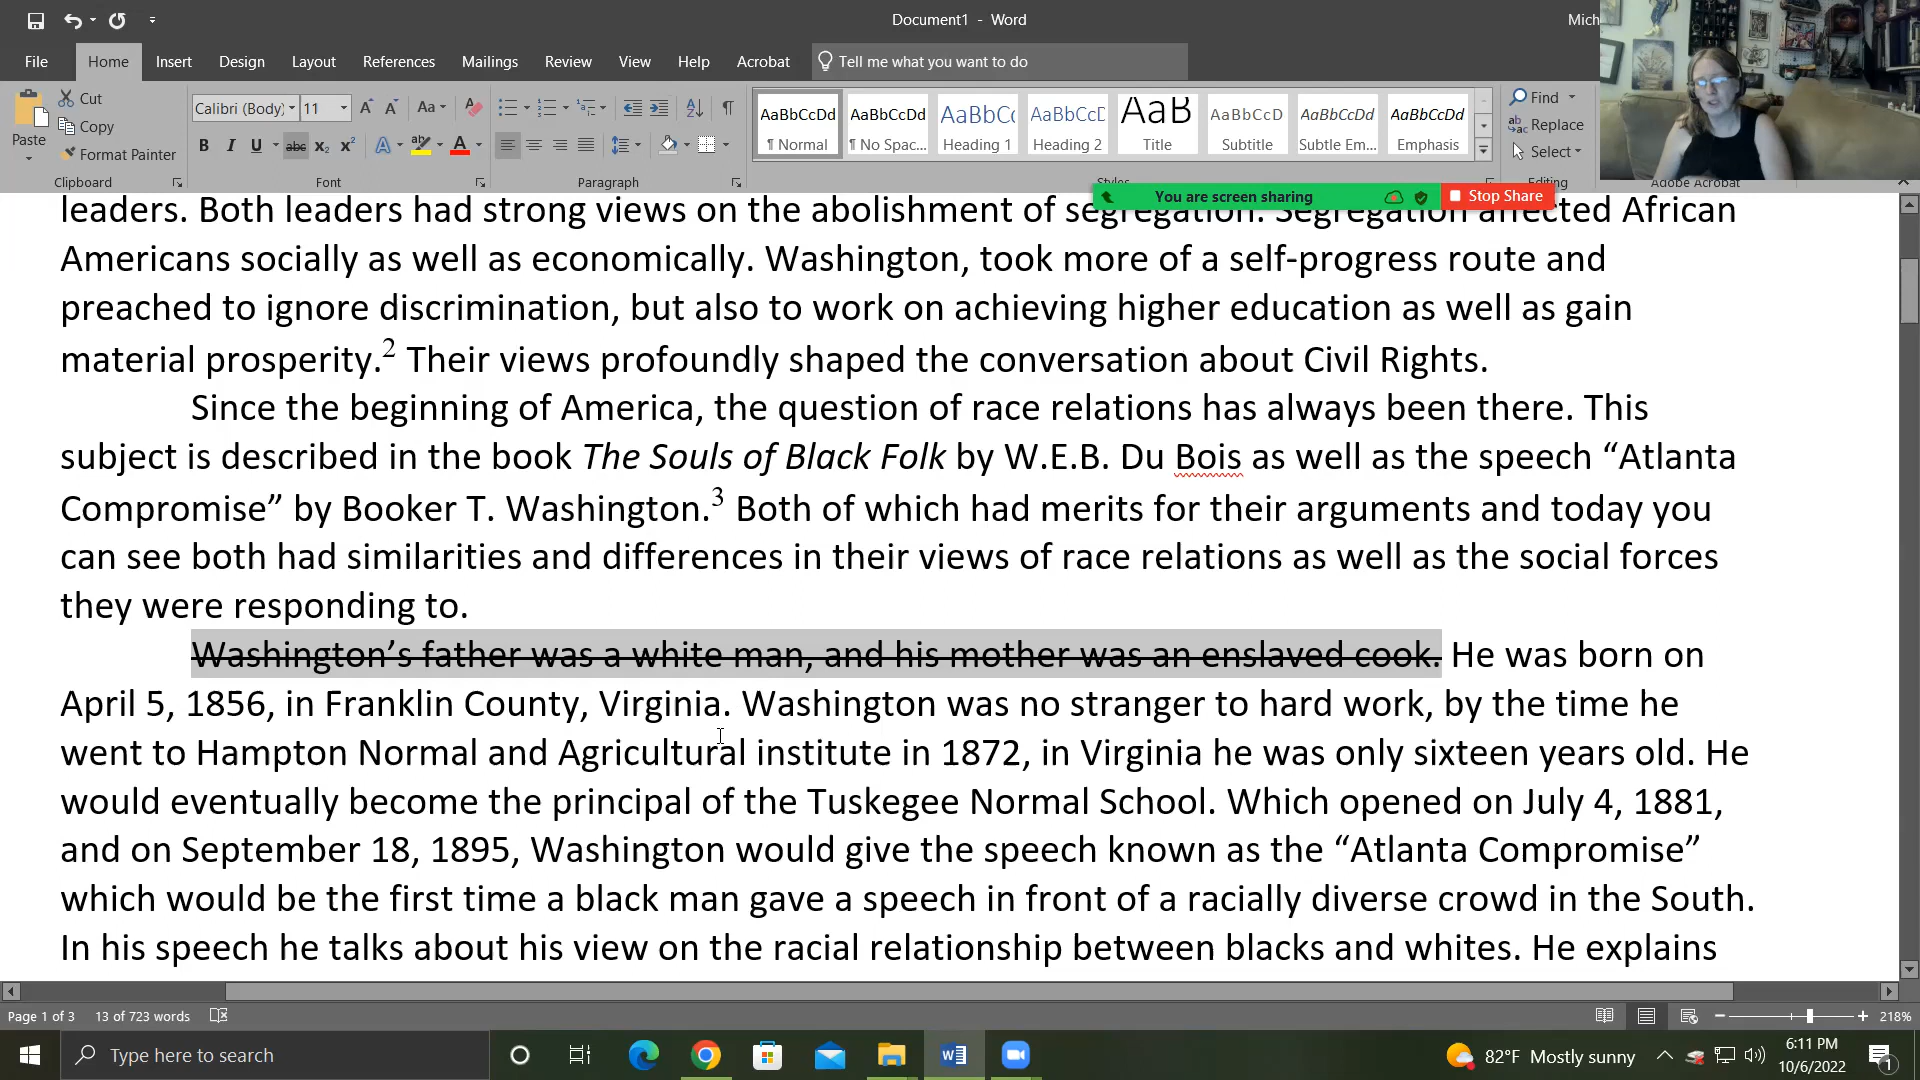 Document1 - Word
Mich
File Home Insert Design Layout References Mailings Review View Help Acrobat Tell me what you want to do
Cut
Copy
Format Painter
Paste
Calibri (Body) 11
Aa
B I U abc x₂ x² A A
AaBbCcDd AaBbCcDd AaBbCc AaBbCcD AaB AaBbCcD AaBbCcDd AaBbCcDd
¶ Normal ¶ No Spac... Heading 1 Heading 2 Title Subtitle Subtle Em... Emphasis
Find
Replace
Select
Clipboard Font Paragraph Styles Editing Adobe Acrobat
You are screen sharing Stop Share
leaders. Both leaders had strong views on the abolishment of segregation. Segregation affected African
Americans socially as well as economically. Washington, took more of a self-progress route and
preached to ignore discrimination, but also to work on achieving higher education as well as gain
material prosperity.2 Their views profoundly shaped the conversation about Civil Rights.
Since the beginning of America, the question of race relations has always been there. This
subject is described in the book The Souls of Black Folk by W.E.B. Du Bois as well as the speech “Atlanta
Compromise” by Booker T. Washington.3 Both of which had merits for their arguments and today you
can see both had similarities and differences in their views of race relations as well as the social forces
they were responding to.
Washington’s father was a white man, and his mother was an enslaved cook. He was born on
April 5, 1856, in Franklin County, Virginia. Washington was no stranger to hard work, by the time he
went to Hampton Normal and Agricultural institute in 1872, in Virginia he was only sixteen years old. He
would eventually become the principal of the Tuskegee Normal School. Which opened on July 4, 1881,
and on September 18, 1895, Washington would give the speech known as the “Atlanta Compromise”
which would be the first time a black man gave a speech in front of a racially diverse crowd in the South.
In his speech he talks about his view on the racial relationship between blacks and whites. He explains
Page 1 of 3 13 of 723 words 218%
Type here to search
82°F Mostly sunny
6:11 PM
10/6/2022
1